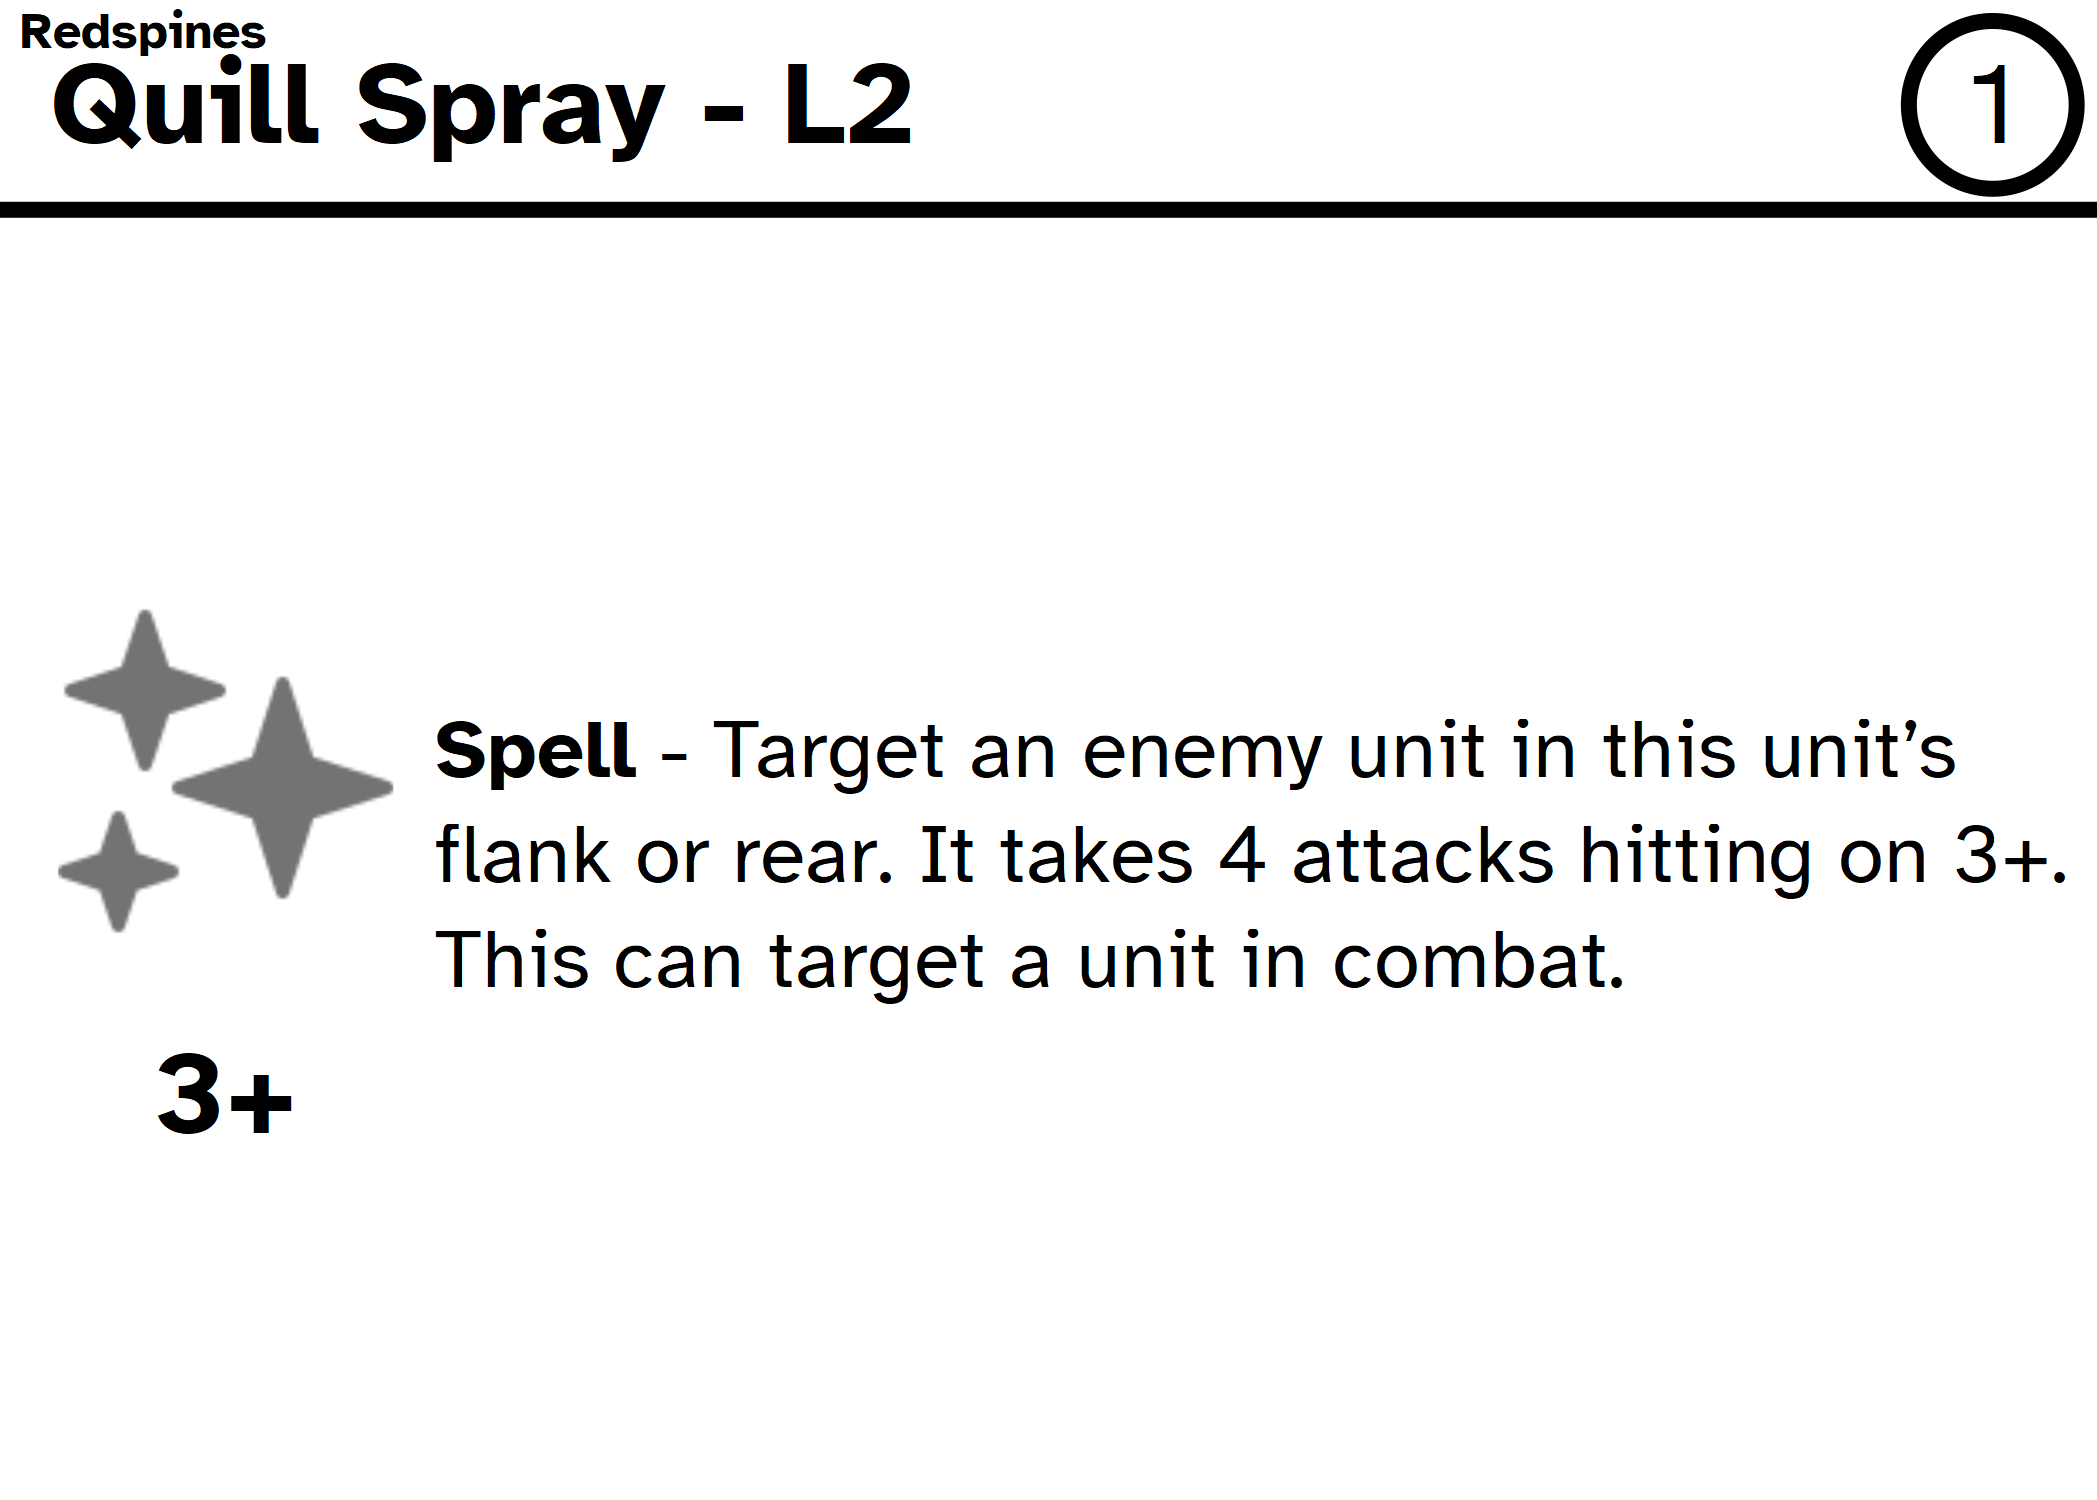 Redspines
Quill Spray - L2
1
Spell - Target an enemy unit in this unit’s
flank or rear. It takes 4 attacks hitting on 3+.
This can target a unit in combat.
3+